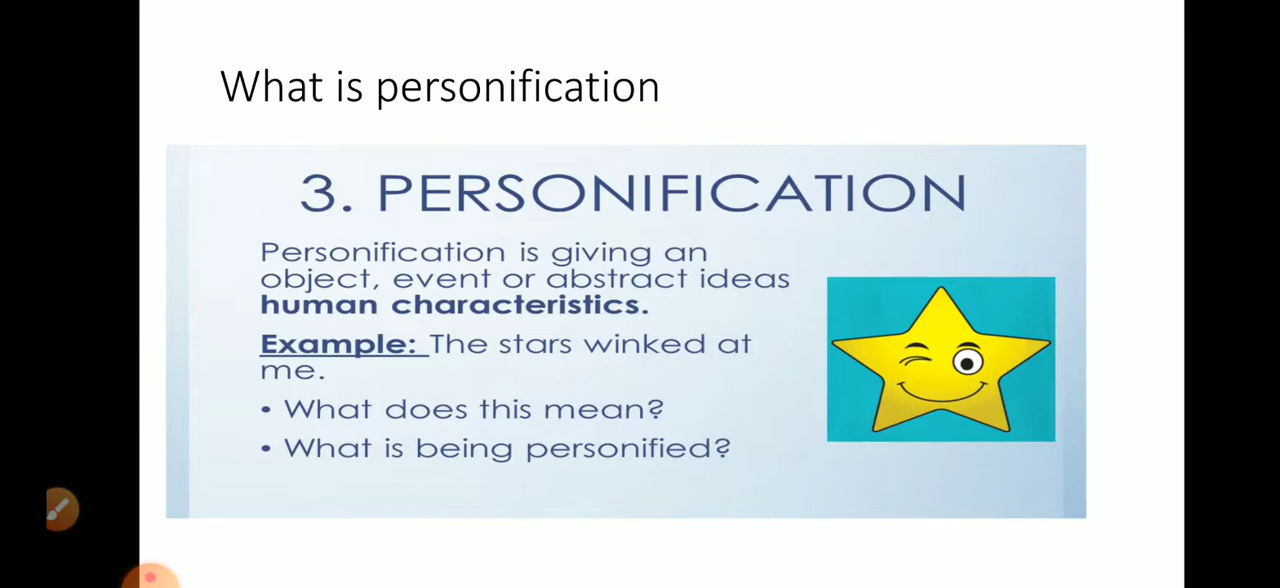 What is personification
3. PERSONIFICATION
Personification is giving an
object, event or abstract ideas
human characteristics.
Example: The stars winked at
me.
• What does this mean?
• What is being personified?